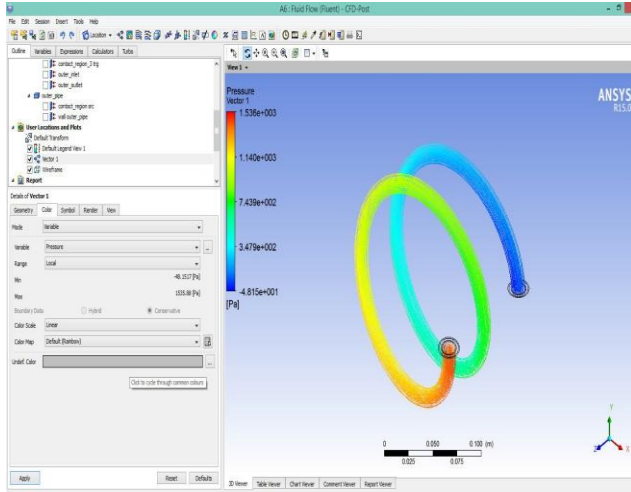 A6 : Fluid Flow (Fluent) - CFD-Post
File Edit Session Insert Tools Help
Location
Outline Variables Expressions Calculators Turbo
contact_region_3 trg
outer_inlet
outer_outlet
outer_pipe
contact_region src
wall outer_pipe
User Locations and Plots
Default Transform
Default Legend View 1
Vector 1
Wireframe
Report
Details of Vector 1
Geometry Color Symbol Render View
Mode Variable
Variable Pressure ...
Range Local
Min -48.1517 [Pa]
Max 1535.88 [Pa]
Boundary Data Hybrid Conservative
Color Scale Linear
Color Map Default (Rainbow)
Undef. Color ...
Click to cycle through common colours
Apply Reset Defaults
View 1
Pressure
Vector 1
1.536e+003
1.140e+003
7.439e+002
3.479e+002
-4.815e+001
[Pa]
ANSYS
R15.0
0 0.050 0.100 (m)
0.025 0.075
Y
Z X
3D Viewer Table Viewer Chart Viewer Comment Viewer Report Viewer